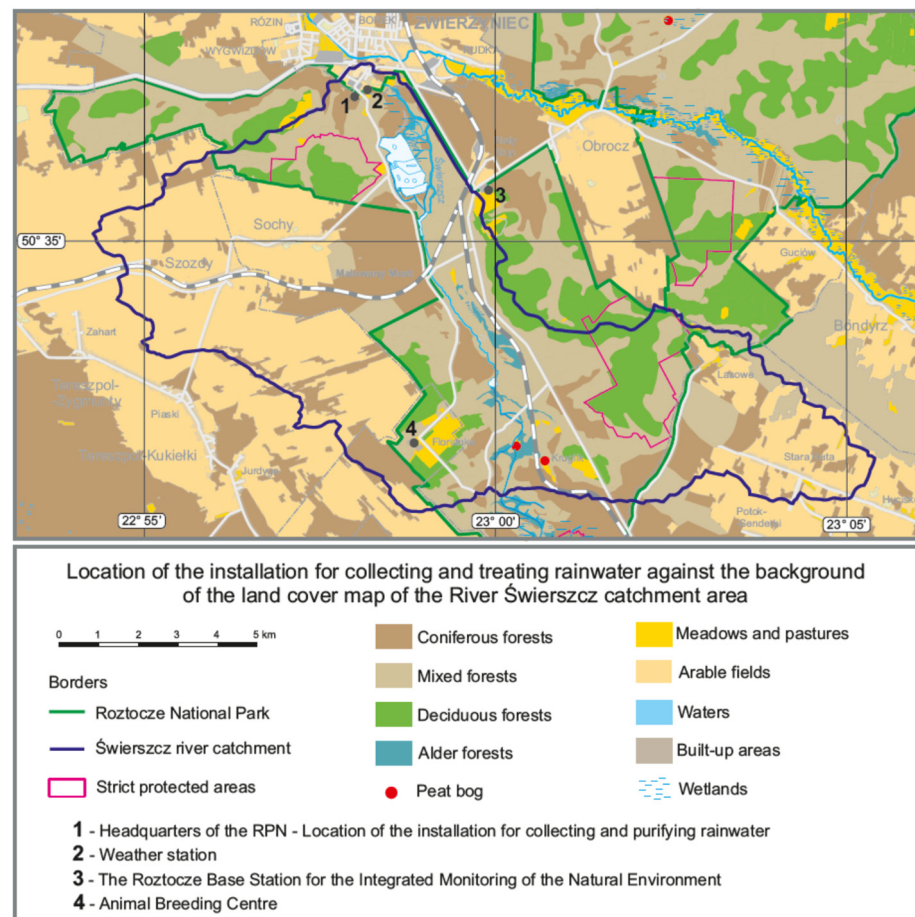 ZWIERZYNIEC
BOREK
RÓZIN
WYGWIZDÓW
RUDKA
1
2
Obrocz
Świerszcz
3
Sochy
50° 35'
Guciów
Szozdy
Bondyrz
Zahart
Lasowe
Piaski
4
Tereszpol-Kukiełki
Stara Huta
22° 55'
23° 00'
Potok-
Senderki
23° 05'
Location of the installation for collecting and treating rainwater against the background
of the land cover map of the River Świerszcz catchment area
0 1 2 3 4 5 km
Borders
Roztocze National Park
Świerszcz river catchment
Strict protected areas
Coniferous forests
Mixed forests
Deciduous forests
Alder forests
Peat bog
Meadows and pastures
Arable fields
Waters
Built-up areas
Wetlands
1 - Headquarters of the RPN - Location of the installation for collecting and purifying rainwater
2 - Weather station
3 - The Roztocze Base Station for the Integrated Monitoring of the Natural Environment
4 - Animal Breeding Centre